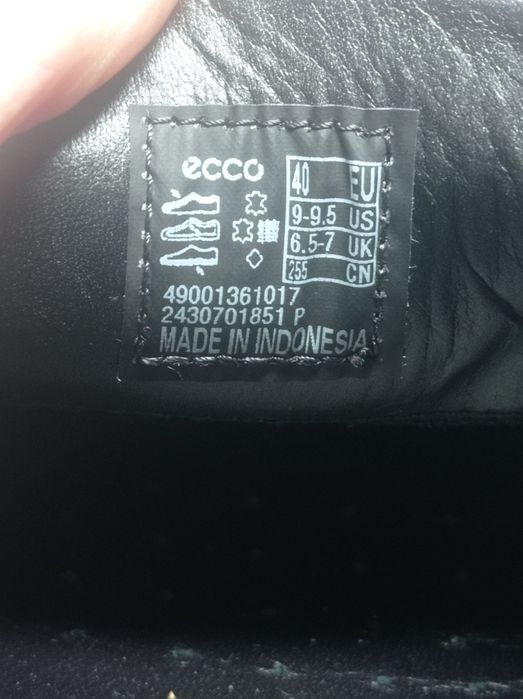 ecco
40 EU
9-9.5 US
6.5-7 UK
255 CN
49001361017
2430701851 P
MADE IN INDONESIA